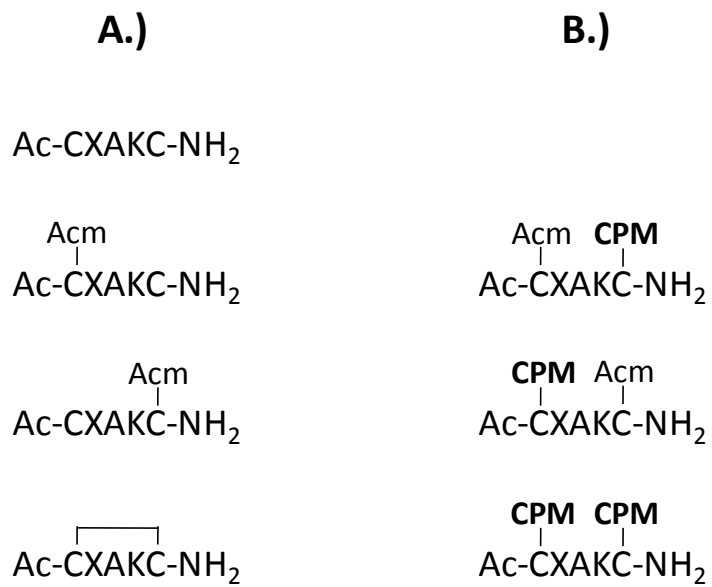 A.) B.)
Ac-CXAKC-NH₂
Acm Acm CPM
Ac-CXAKC-NH₂ Ac-CXAKC-NH₂
Acm CPM Acm
Ac-CXAKC-NH₂ Ac-CXAKC-NH₂
CPM CPM
Ac-CXAKC-NH₂ Ac-CXAKC-NH₂